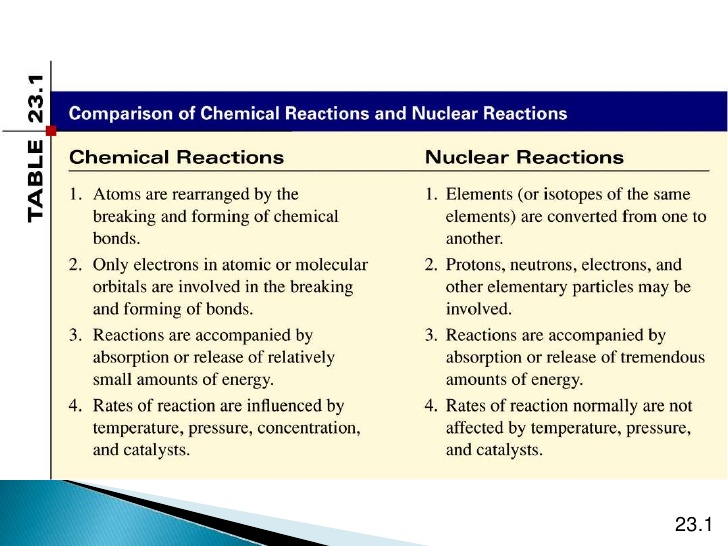 TABLE 23.1
Comparison of Chemical Reactions and Nuclear Reactions
Chemical Reactions
1. Atoms are rearranged by the
breaking and forming of chemical
bonds.
2. Only electrons in atomic or molecular
orbitals are involved in the breaking
and forming of bonds.
3. Reactions are accompanied by
absorption or release of relatively
small amounts of energy.
4. Rates of reaction are influenced by
temperature, pressure, concentration,
and catalysts.
Nuclear Reactions
1. Elements (or isotopes of the same
elements) are converted from one to
another.
2. Protons, neutrons, electrons, and
other elementary particles may be
involved.
3. Reactions are accompanied by
absorption or release of tremendous
amounts of energy.
4. Rates of reaction normally are not
affected by temperature, pressure,
and catalysts.
23.1